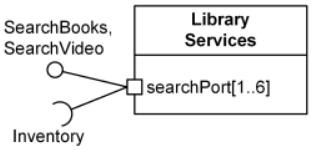 SearchBooks,
SearchVideo
Library
Services
searchPort[1..6]
Inventory